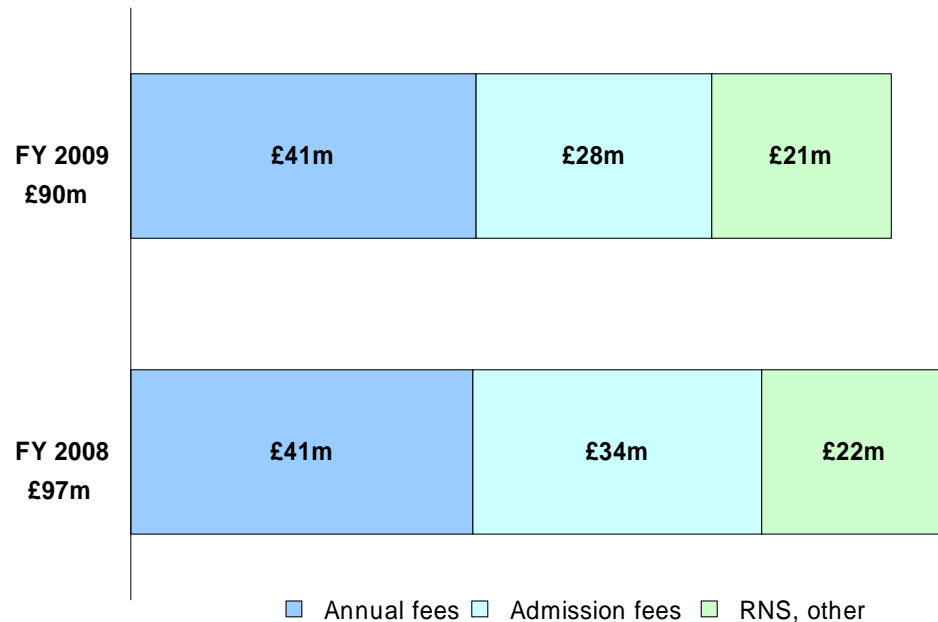 FY 2009
£90m
£41m
£28m
£21m
FY 2008
£97m
£41m
£34m
£22m
Annual fees
Admission fees
RNS, other